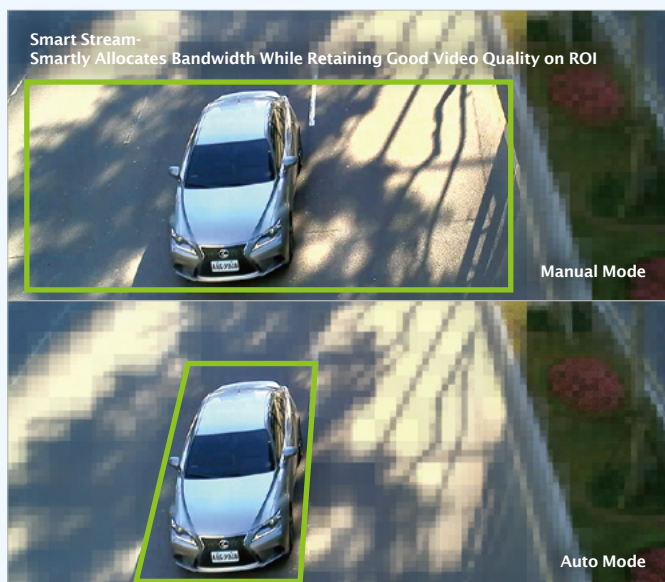 Smart Stream-
Smartly Allocates Bandwidth While Retaining Good Video Quality on ROI
Manual Mode
Auto Mode